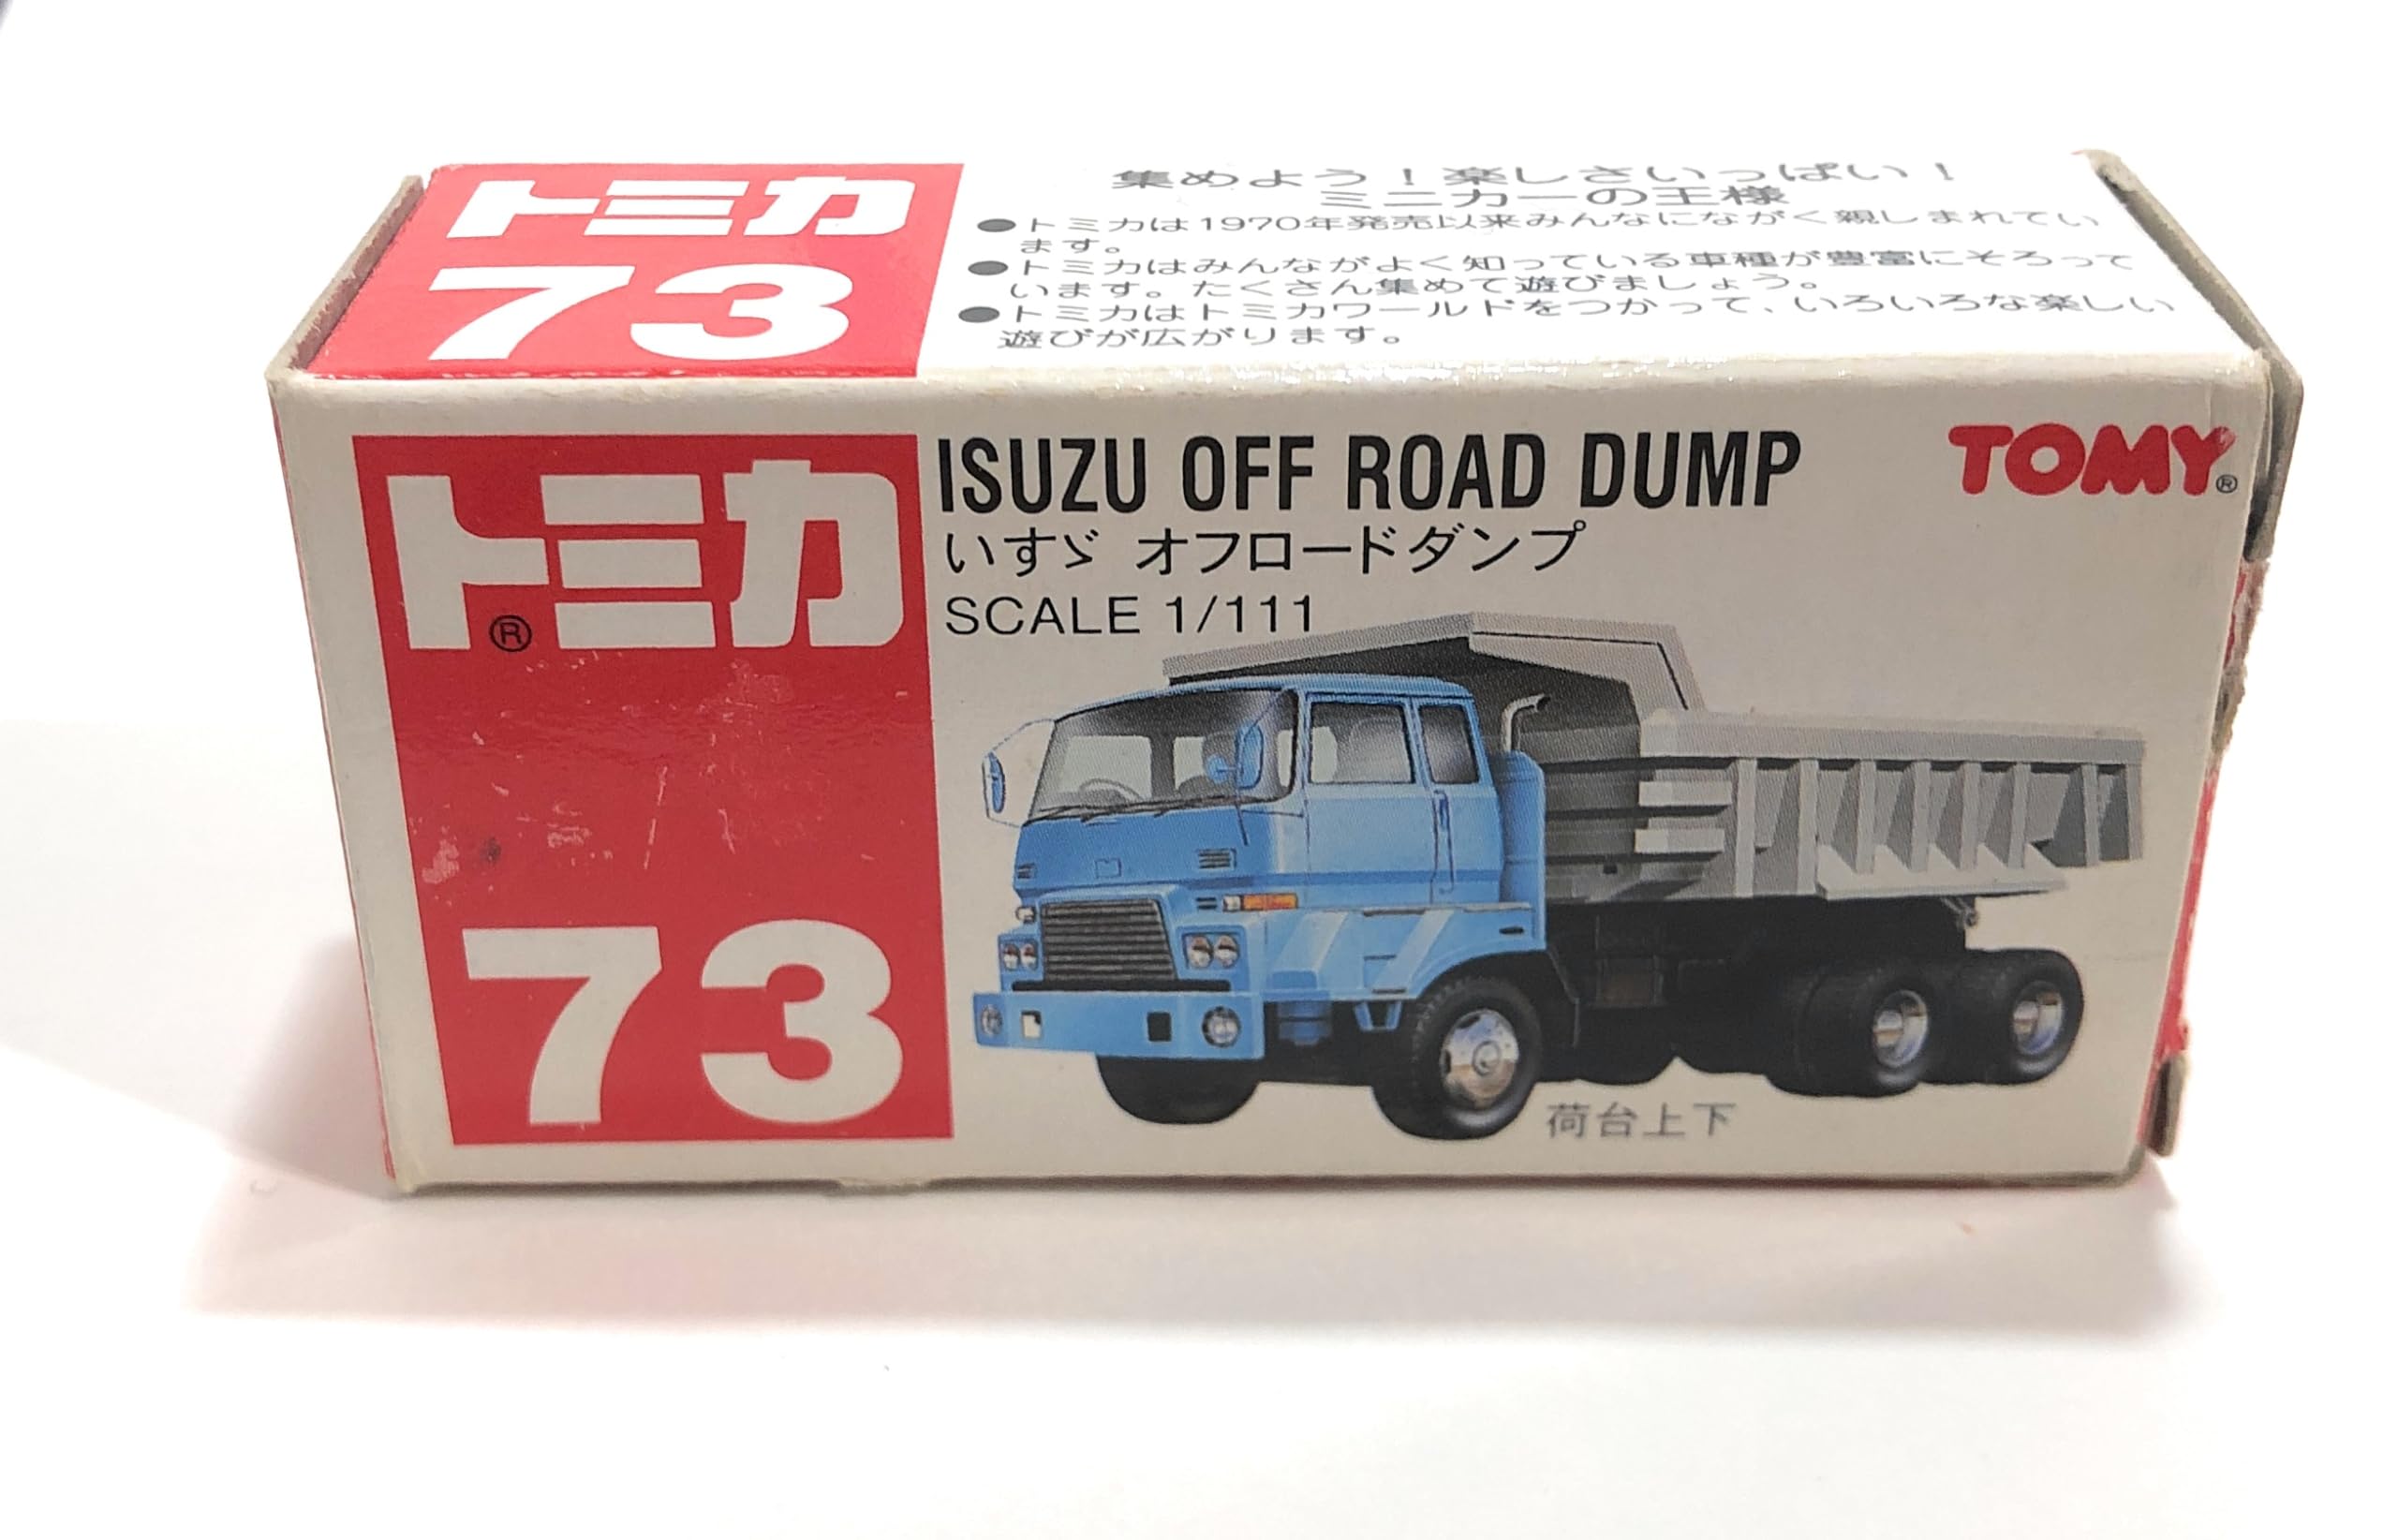 トミカ
73
集めよう！楽しさいっぱい！
ミニカーの王様
●トミカは1970年発売以来みんなにながく親しまれてい
ます。
●トミカはみんながよく知っている車種が豊富にそろって
います。たくさん集めて遊びましょう。
●トミカはトミカワールドをつかって、いろいろな楽しい
遊びが広がります。
トミカ®
73
ISUZU OFF ROAD DUMP
いすゞ オフロードダンプ
SCALE 1/111
TOMY®
荷台上下